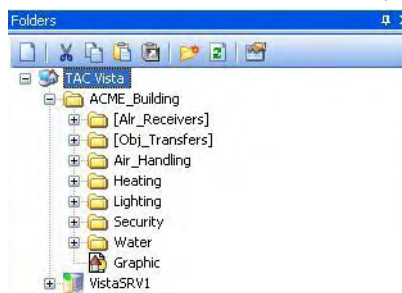 Folders
TAC Vista
ACME_Building
[Alr_Receivers]
[Obj_Transfers]
Air_Handling
Heating
Lighting
Security
Water
Graphic
VistaSRV1